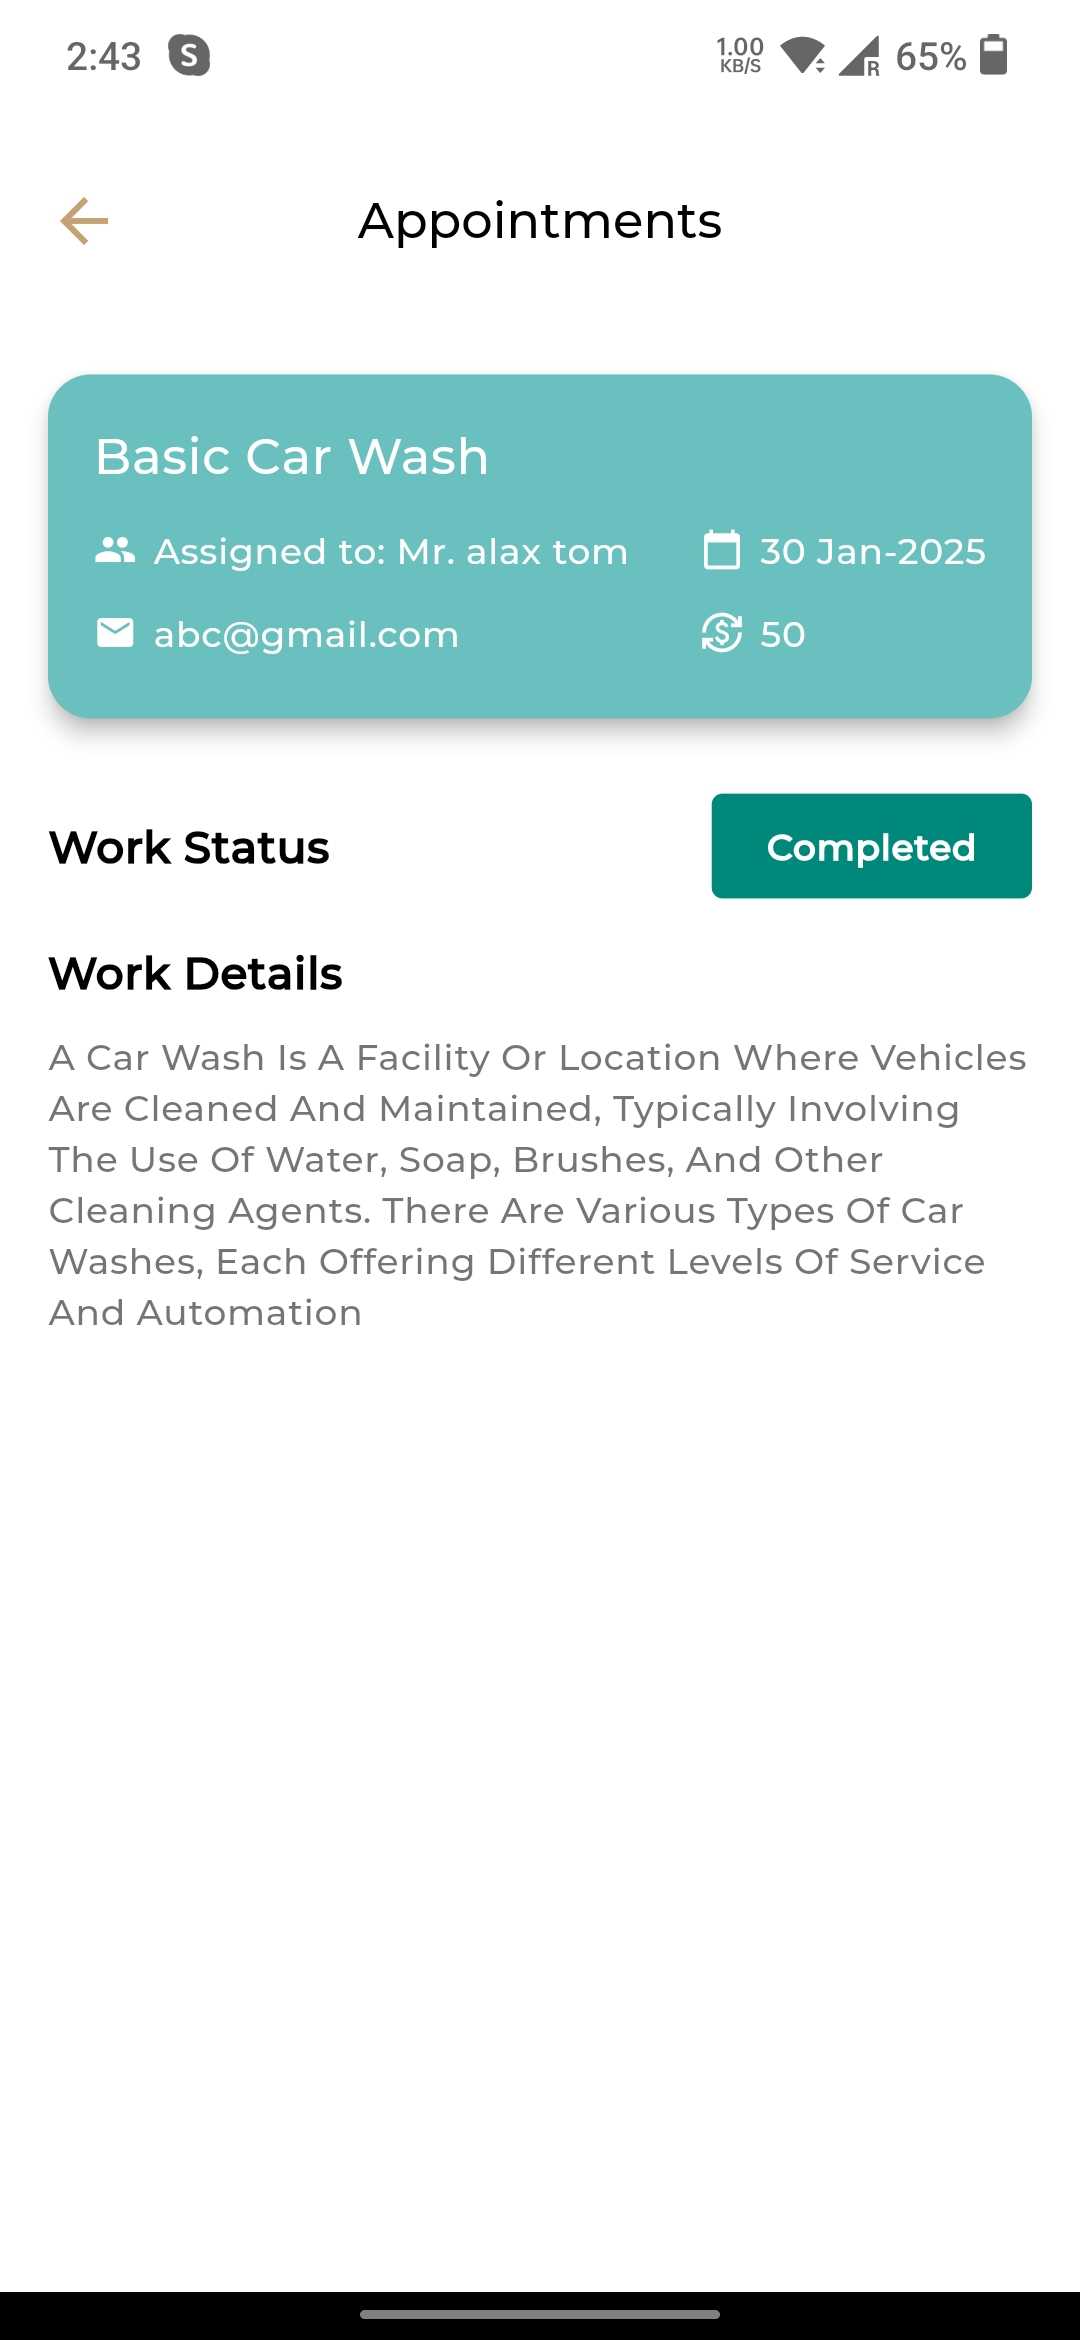 2:43 S 1.00 KB/S R 65%
Appointments
Basic Car Wash
Assigned to: Mr. alax tom 30 Jan-2025
abc@gmail.com 50
Work Status Completed
Work Details
A Car Wash Is A Facility Or Location Where Vehicles
Are Cleaned And Maintained, Typically Involving
The Use Of Water, Soap, Brushes, And Other
Cleaning Agents. There Are Various Types Of Car
Washes, Each Offering Different Levels Of Service
And Automation